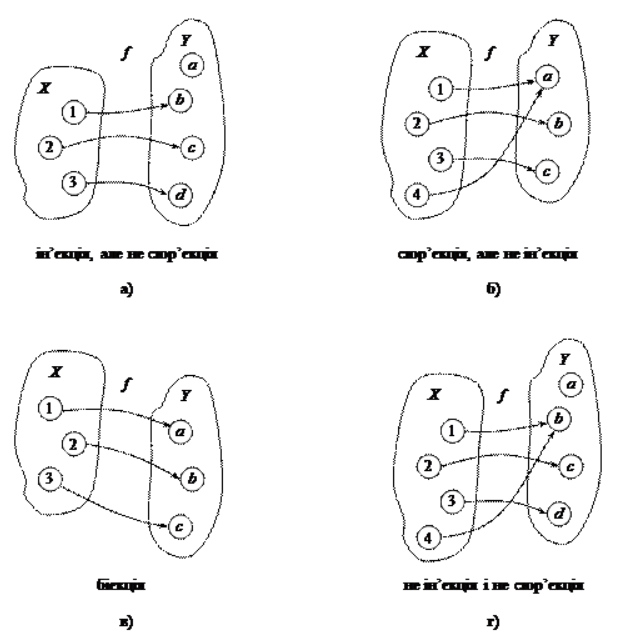 f
X
Y
a
1
b
2
c
3
d
ін’єкція, але не сюр’єкція
а)
X
f
Y
1
a
2
b
3
c
4
сюр’єкція, але не ін’єкція
б)
X
f
Y
1
a
2
b
3
c
бієкція
в)
X
f
Y
a
1
b
2
c
3
d
4
не ін’єкція і не сюр’єкція
г)